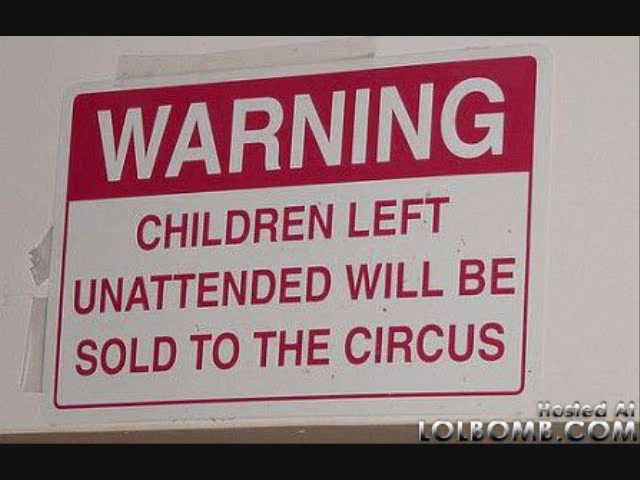 WARNING
CHILDREN LEFT
UNATTENDED WILL BE
SOLD TO THE CIRCUS
Hosted At
LOLBOMB.COM